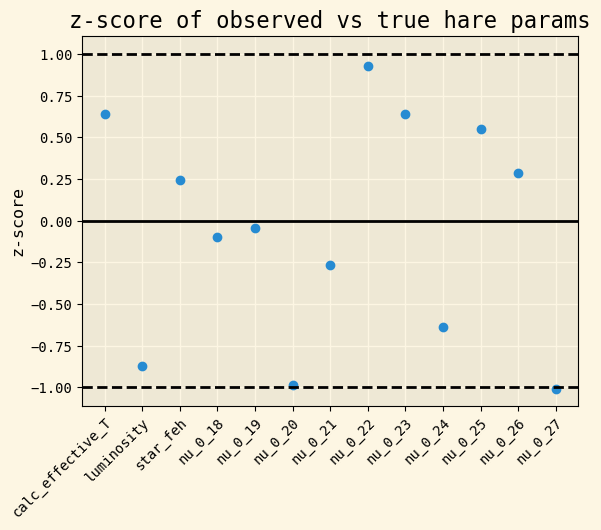 z-score of observed vs true hare params
z-score
1.00
0.75
0.50
0.25
0.00
−0.25
−0.50
−0.75
−1.00
calc_effective_T
luminosity
star_feh
nu_0_18
nu_0_19
nu_0_20
nu_0_21
nu_0_22
nu_0_23
nu_0_24
nu_0_25
nu_0_26
nu_0_27